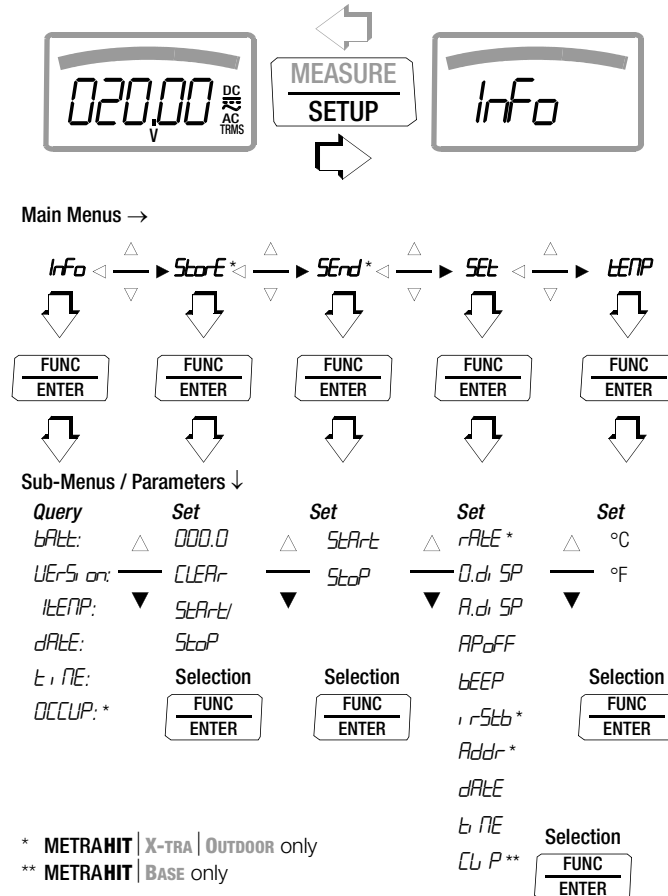 020.00 V DC AC TRMS
MEASURE
SETUP
InFo
Main Menus →
InFo StorE * SEnd * SEt tEMP
FUNC FUNC FUNC FUNC FUNC
ENTER ENTER ENTER ENTER ENTER
Sub-Menus / Parameters ↓
Query Set Set Set Set
bAtt: 000.0 StArt rAtE * °C
VErSion: CLEAr StoP 0.diSP °F
ItEMP: StArt/ A.diSP
dAtE: StoP APoFF
tiME: Selection Selection bEEP Selection
OCCUP: * FUNC FUNC irStb * FUNC
ENTER ENTER Addr * ENTER
dAtE
tiME
CLiP **
Selection
FUNC
ENTER
* METRAHIT | X-TRA | OUTDOOR only
** METRAHIT | BASE only